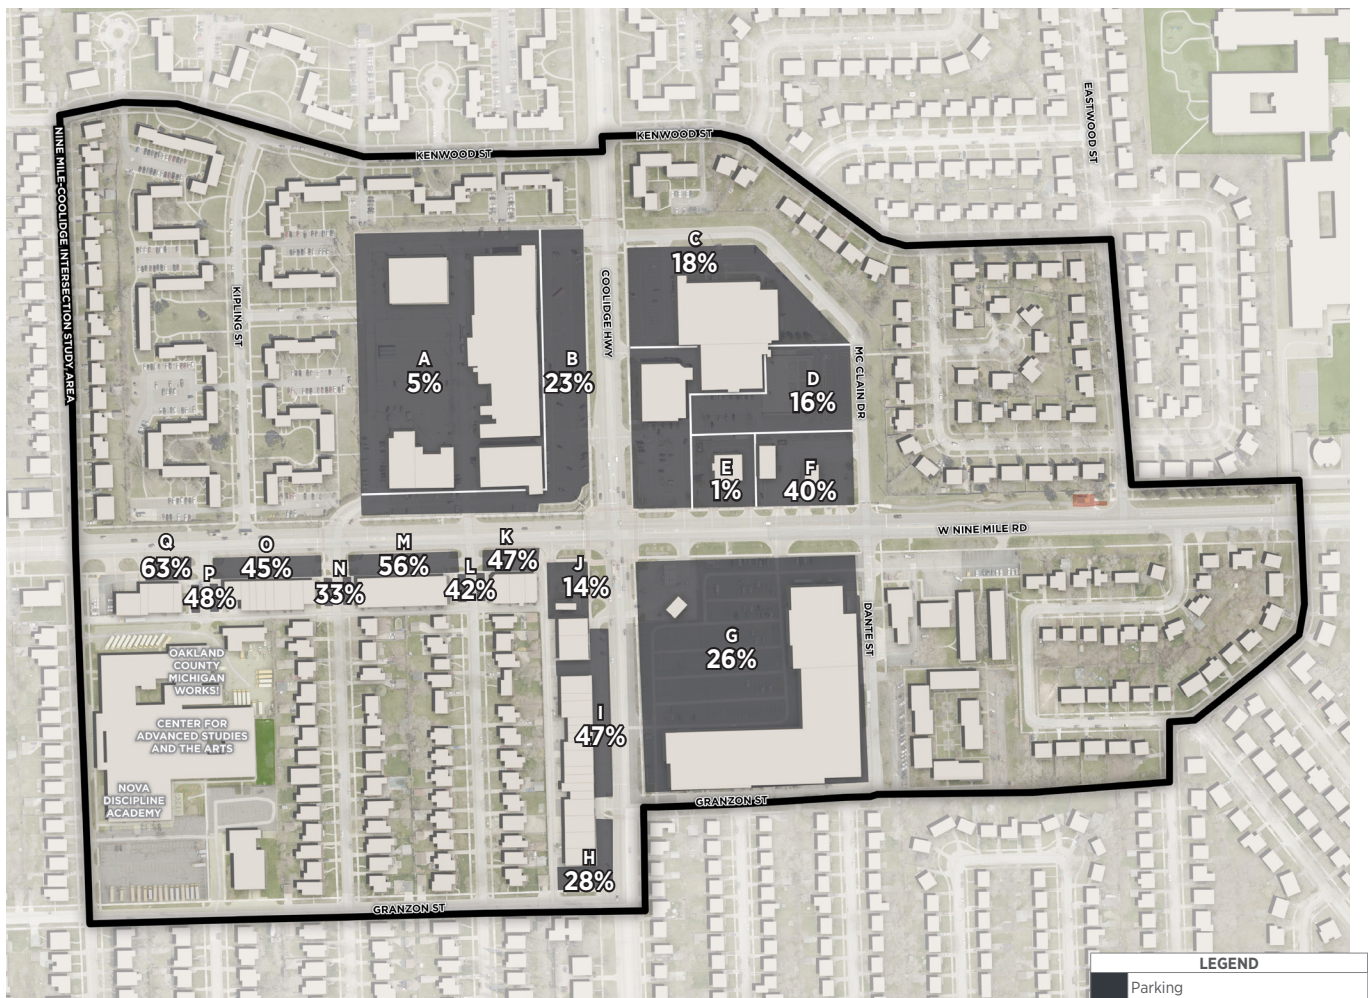 KENWOOD ST
KENWOOD ST
EASTWOOD ST
NINE MILE-COOLIDGE INTERSECTION STUDY AREA
KIPLING ST
COOLIDGE HWY
MC CLAIN DR
C
18%
A
5%
B
23%
D
16%
E
1%
F
40%
W NINE MILE RD
Q
63%
P
48%
O
45%
N
33%
M
56%
L
42%
K
47%
J
14%
G
26%
DANTE ST
I
47%
H
28%
OAKLAND
COUNTY
MICHIGAN
WORKS!
CENTER FOR
ADVANCED STUDIES
AND THE ARTS
NOVA
DISCIPLINE
ACADEMY
GRANZON ST
GRANZON ST
LEGEND
Parking